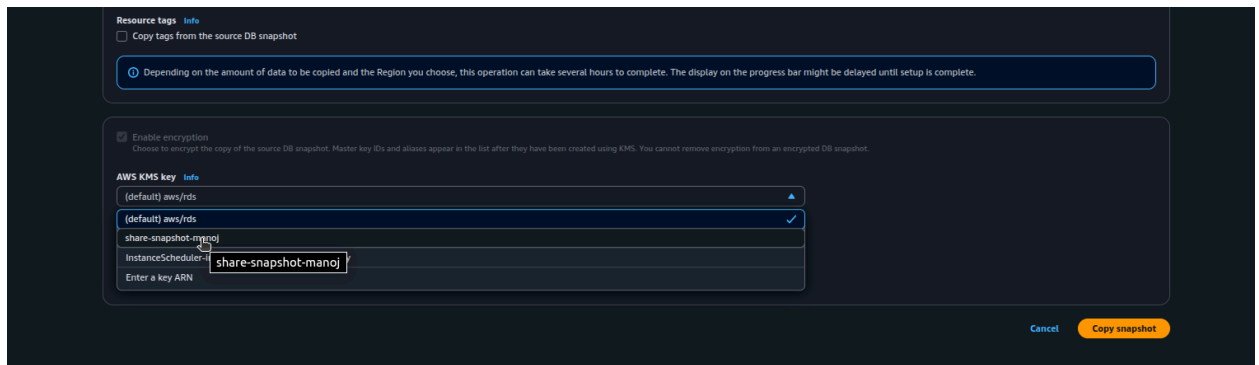 Resource tags Info
Copy tags from the source DB snapshot
Depending on the amount of data to be copied and the Region you choose, this operation can take several hours to complete. The display on the progress bar might be delayed until setup is complete.
Enable encryption
Choose to encrypt the copy of the source DB snapshot. Master key IDs and aliases appear in the list after they have been created using KMS. You cannot remove encryption from an encrypted DB snapshot.
AWS KMS key Info
(default) aws/rds
(default) aws/rds
share-snapshot-manoj
share-snapshot-manoj
Enter a key ARN
Cancel Copy snapshot